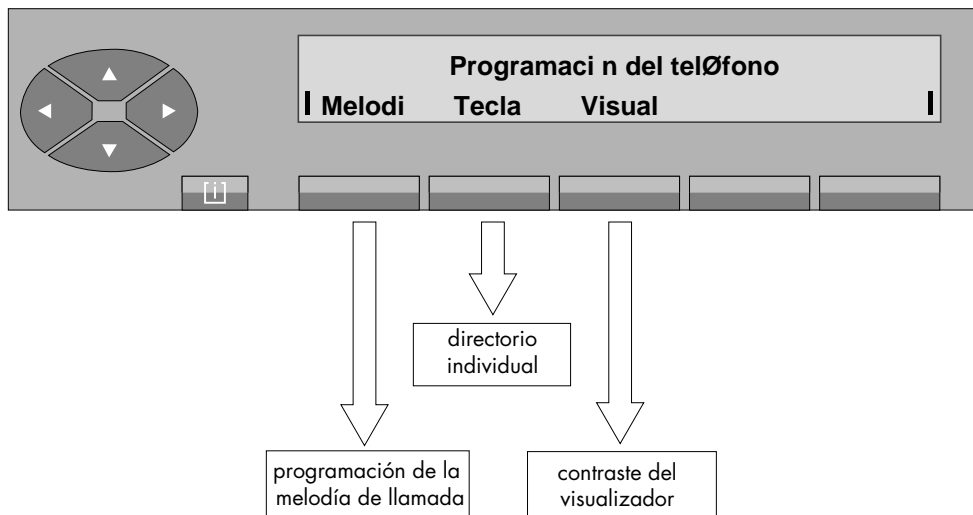 Programaci n del telØfono
Melodi Tecla Visual
[i]
directorio
individual
programación de la
melodía de llamada
contraste del
visualizador